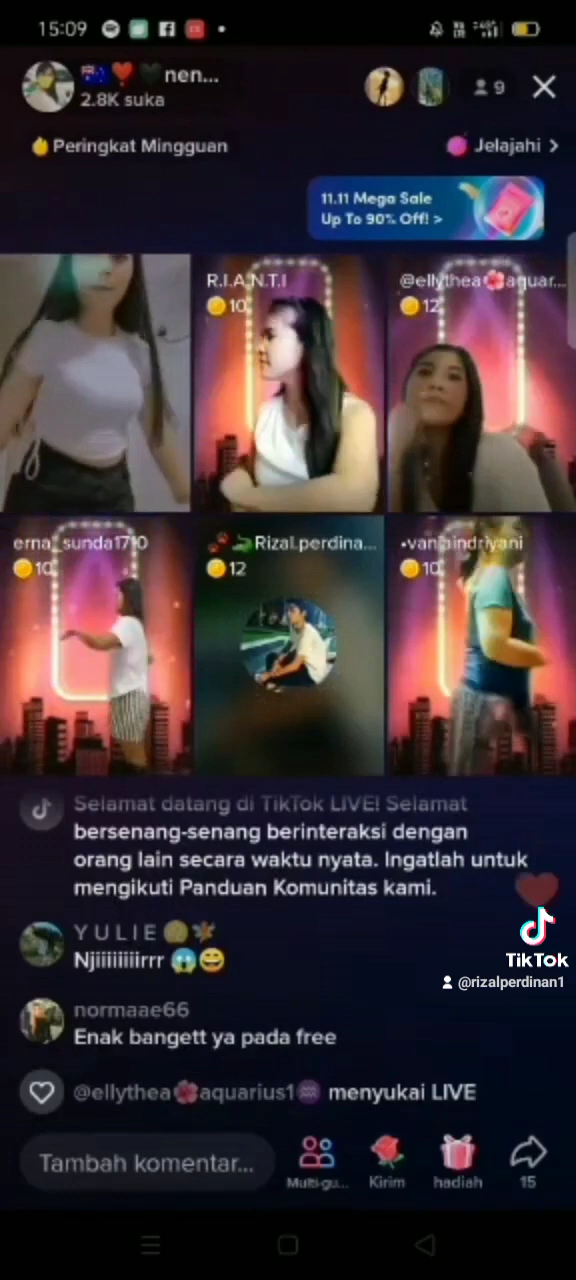 15:09
nen...
2.8K suka
9
Peringkat Mingguan
Jelajahi >
11.11 Mega Sale
Up To 90% Off! >
R.I.A.N.T.I
10
@ellythea🌺aquar...
12
erna_sunda1710
10
Rizal.perdina...
12
•vaniaindriyani
10
Selamat datang di TikTok LIVE! Selamat
bersenang-senang berinteraksi dengan
orang lain secara waktu nyata. Ingatlah untuk
mengikuti Panduan Komunitas kami.
Y U L I E
Njiiiiiiiirrr 😱😄
TikTok
@rizalperdinan1
normaae66
Enak bangett ya pada free
@ellythea🌺aquarius1♒ menyukai LIVE
Tambah komentar...
Multi-gu...
Kirim
hadiah
15